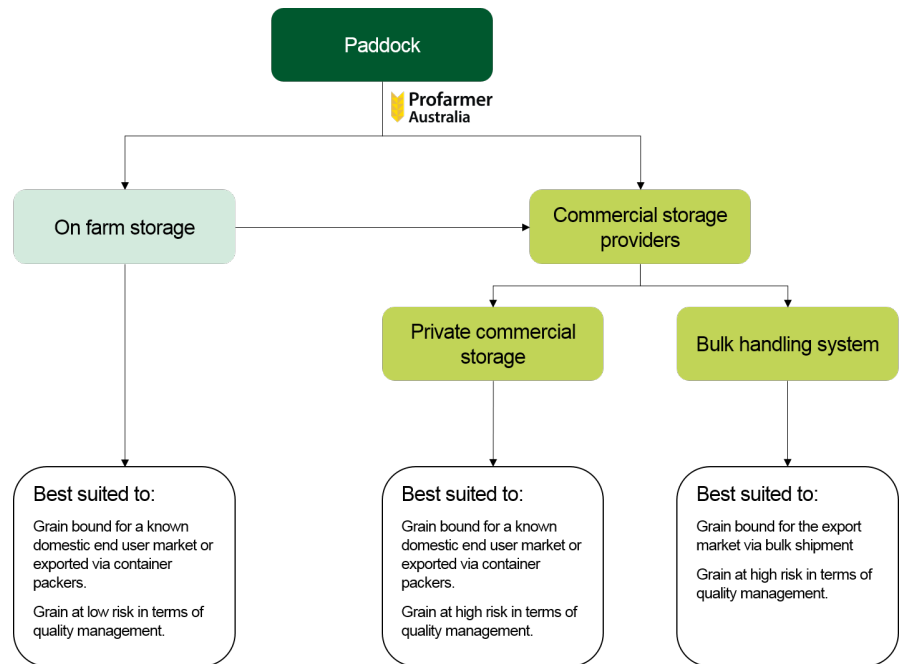 Paddock
Profarmer
Australia
On farm storage
Commercial storage
providers
Private commercial
storage
Bulk handling system
Best suited to:
Grain bound for a known
domestic end user market or
exported via container
packers.
Grain at low risk in terms of
quality management.
Best suited to:
Grain bound for a known
domestic end user market or
exported via container
packers.
Grain at high risk in terms of
quality management.
Best suited to:
Grain bound for the export
market via bulk shipment
Grain at high risk in terms of
quality management.